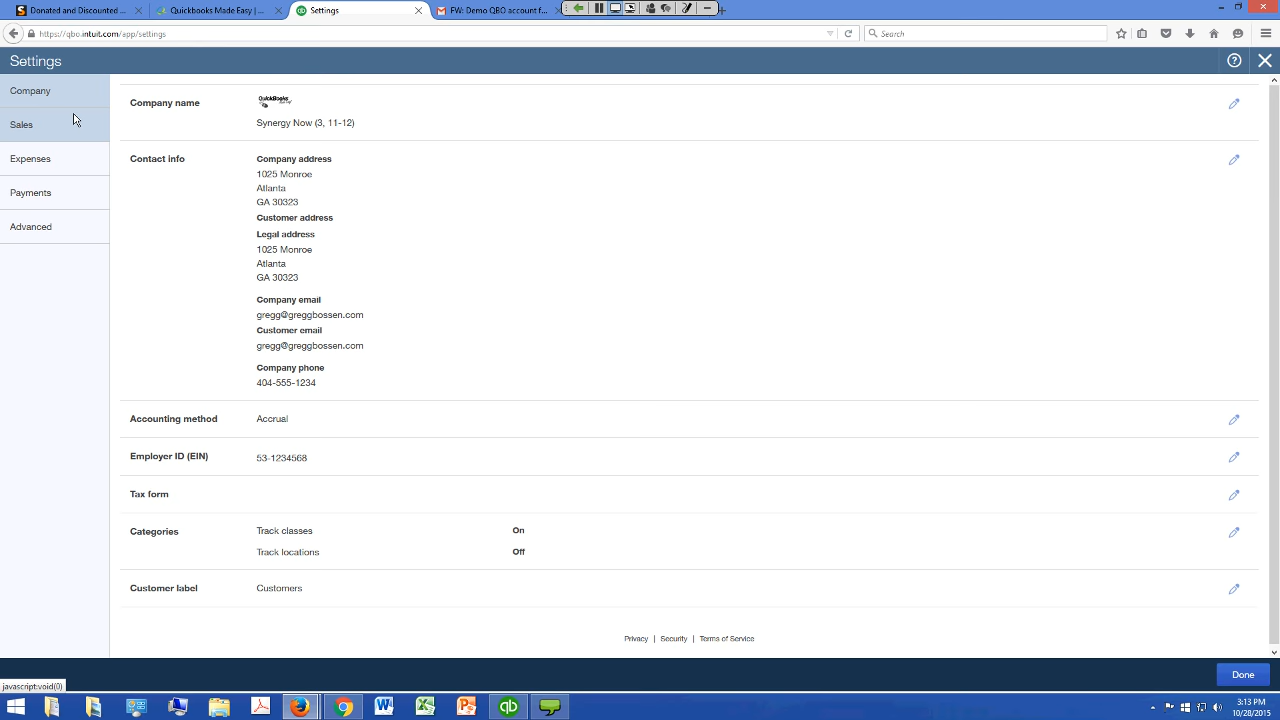 Donated and Discounted ...
Quickbooks Made Easy | ...
Settings
FW: Demo QBO account f...
https://qbo.intuit.com/app/settings
Search
Settings
Company
Sales
Expenses
Payments
Advanced
Company name
QuickBooks
Synergy Now (3, 11-12)
Contact info
Company address
1025 Monroe
Atlanta
GA 30323
Customer address
Legal address
1025 Monroe
Atlanta
GA 30323
Company email
gregg@greggbossen.com
Customer email
gregg@greggbossen.com
Company phone
404-555-1234
Accounting method
Accrual
Employer ID (EIN)
53-1234568
Tax form
Categories
Track classes
On
Track locations
Off
Customer label
Customers
Privacy | Security | Terms of Service
Done
javascript:void(0)
3:13 PM
10/28/2015